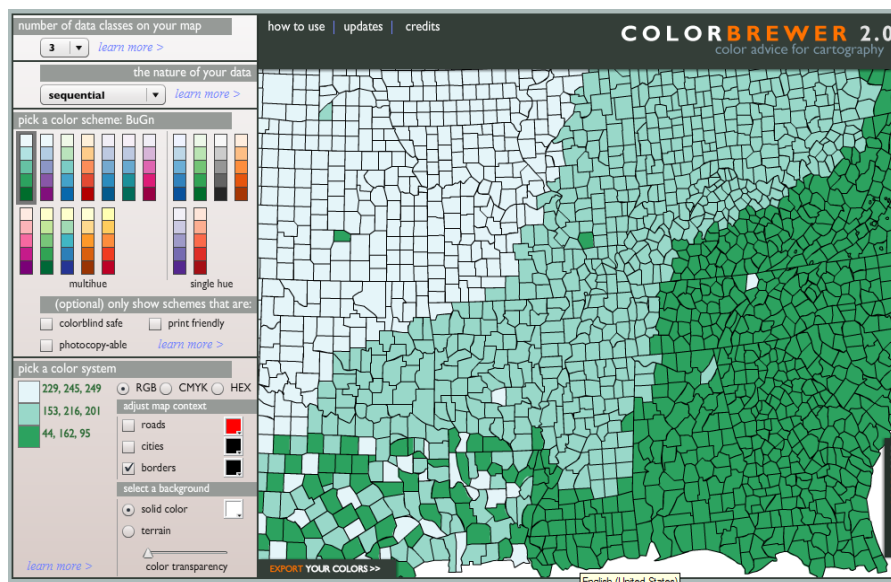 number of data classes on your map
3
learn more >
the nature of your data
sequential
learn more >
pick a color scheme: BuGn
multihue
single hue
(optional) only show schemes that are:
colorblind safe
print friendly
photocopy-able
learn more >
pick a color system
229, 245, 249
153, 216, 201
44, 162, 95
RGB
CMYK
HEX
adjust map context
roads
cities
borders
select a background
solid color
terrain
color transparency
learn more >
how to use | updates | credits
COLORBREWER 2.0
color advice for cartography
EXPORT YOUR COLORS >>
English (United States)